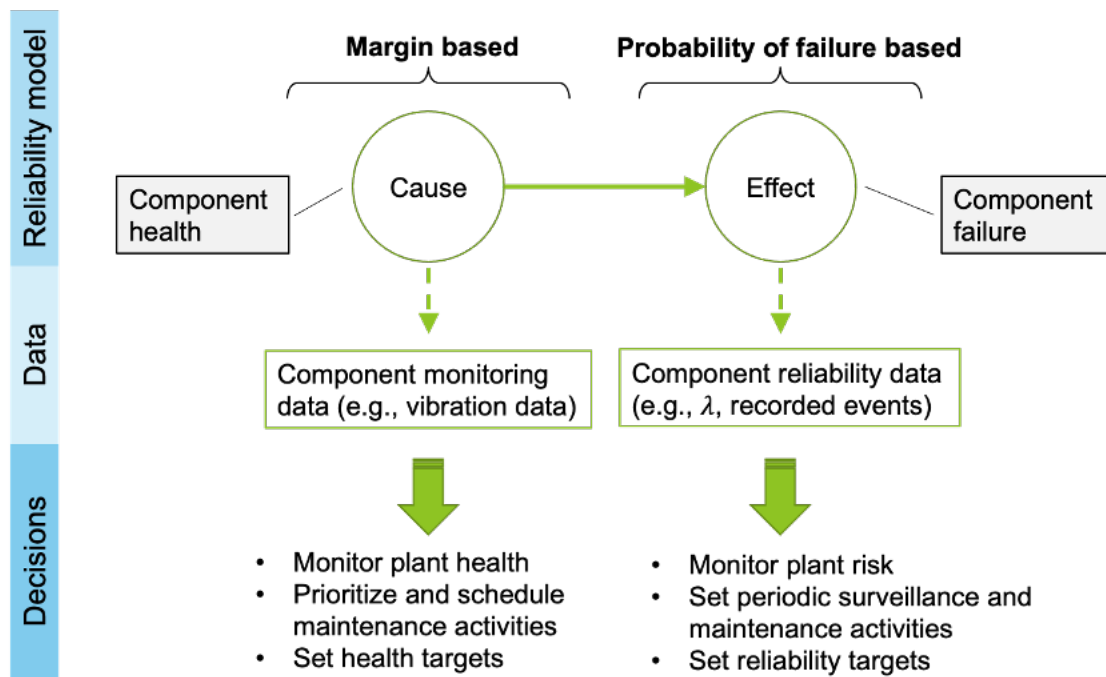 Reliability model
Data
Decisions
Margin based
Probability of failure based
Component
health
Cause
Effect
Component
failure
Component monitoring
data (e.g., vibration data)
Component reliability data
(e.g., λ, recorded events)
• Monitor plant health
• Prioritize and schedule
maintenance activities
• Set health targets
• Monitor plant risk
• Set periodic surveillance and
maintenance activities
• Set reliability targets